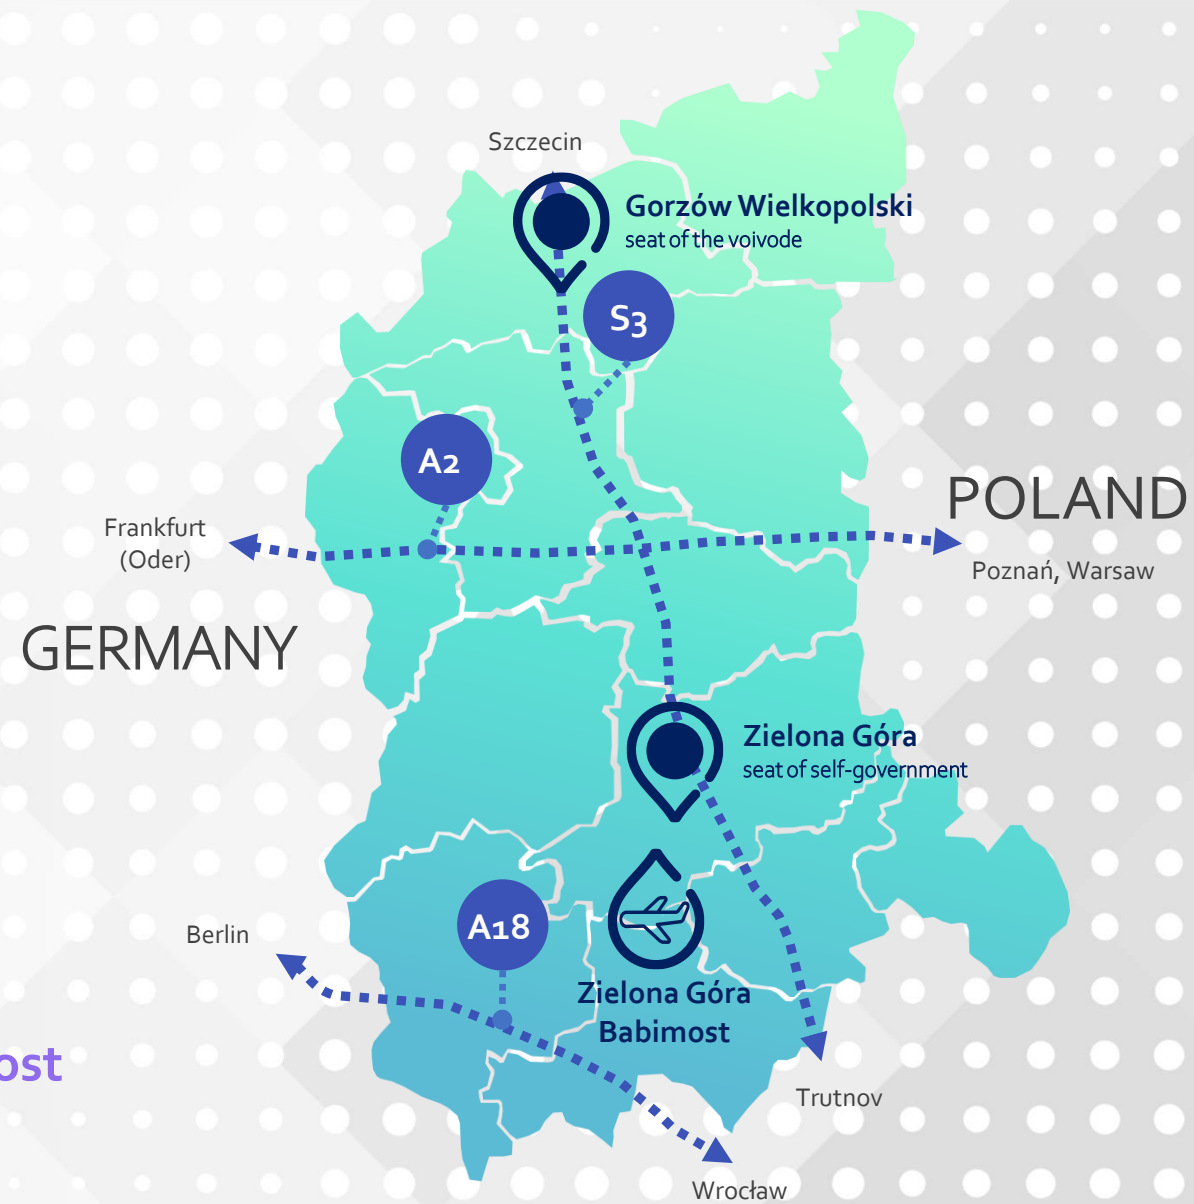 Szczecin
Gorzów Wielkopolski
seat of the voivode
S3
A2
POLAND
Frankfurt
(Oder)
Poznań, Warsaw
GERMANY
Zielona Góra
seat of self-government
A18
Berlin
Zielona Góra
Babimost
ost
Trutnov
Wrocław